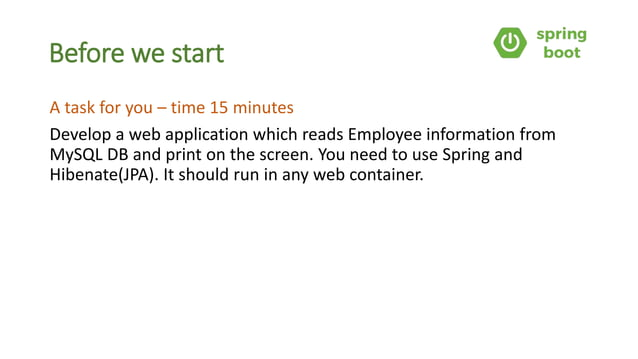 Before we start
spring
boot
A task for you – time 15 minutes
Develop a web application which reads Employee information from
MySQL DB and print on the screen. You need to use Spring and
Hibenate(JPA). It should run in any web container.